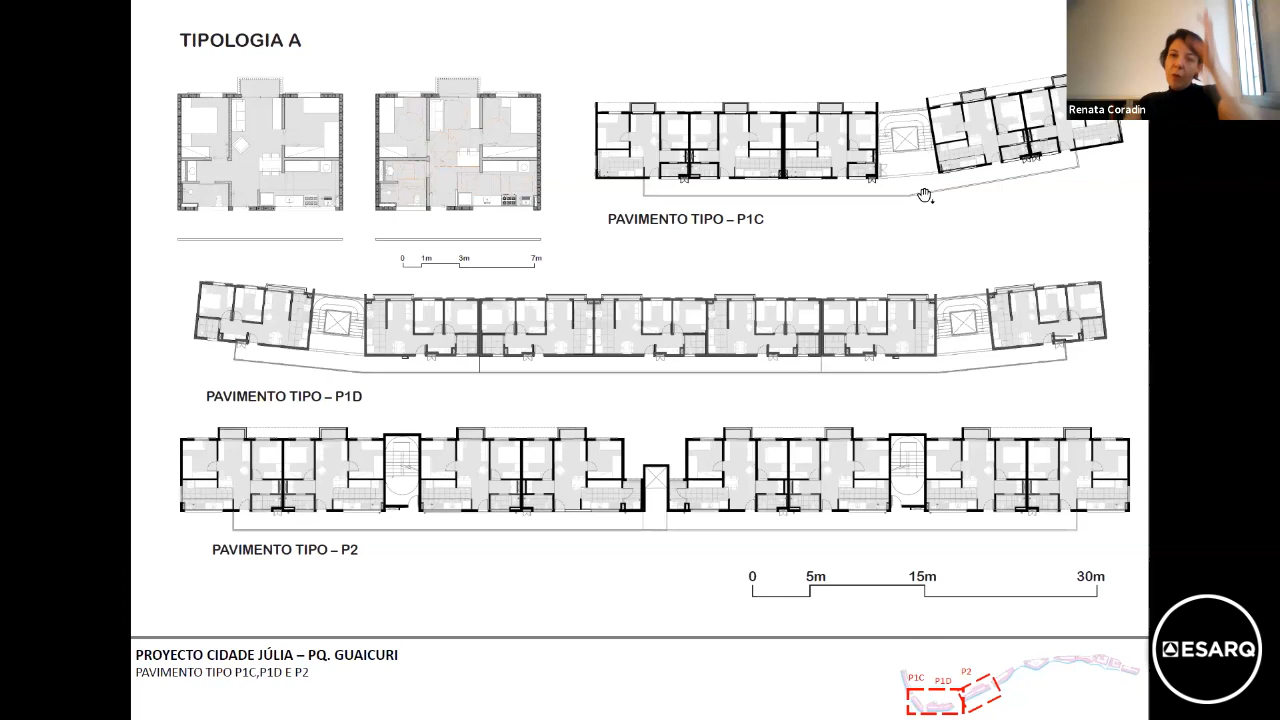 TIPOLOGIA A
Renata Coradin
PAVIMENTO TIPO – P1C
0 1m 3m 7m
PAVIMENTO TIPO – P1D
PAVIMENTO TIPO – P2
0 5m 15m 30m
PROYECTO CIDADE JÚLIA – PQ. GUAICURI
PAVIMENTO TIPO P1C,P1D E P2
P1C P1D P2
ESARQ